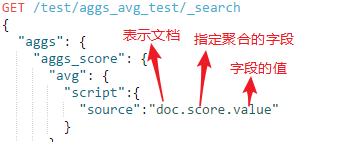 GET /test/aggs_avg_test/_search
{
表示文档 指定聚合的字段
"aggs": {
"aggs_score": { 字段的值
"avg": {
"script":{
"source":"doc.score.value"
}
}